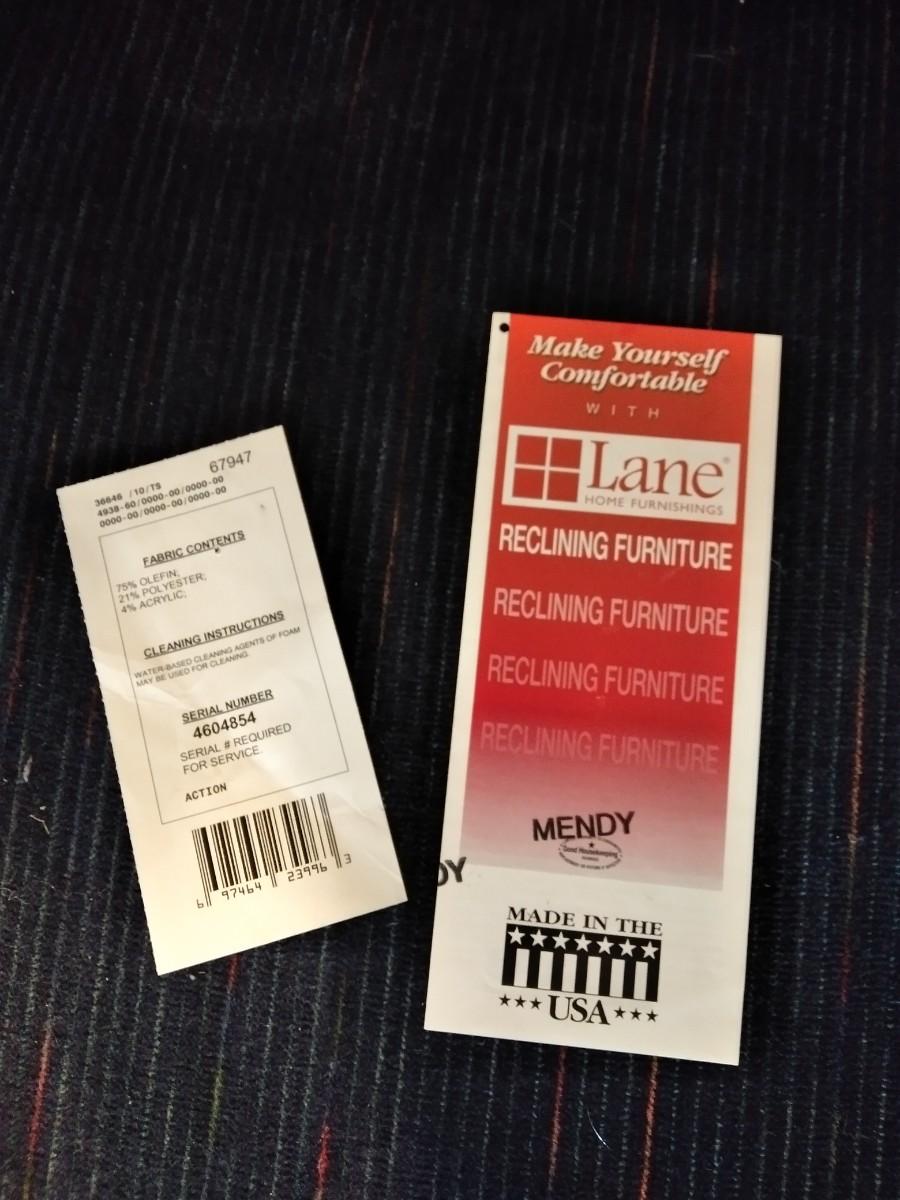 67947
36646 /10/TS
4938-60/0000-00/0000-00
0000-00/0000-00/0000-00
FABRIC CONTENTS
75% OLEFIN;
21% POLYESTER;
4% ACRYLIC;
CLEANING INSTRUCTIONS
WATER-BASED CLEANING AGENTS OF FOAM
MAY BE USED FOR CLEANING.
SERIAL NUMBER
4604854
SERIAL # REQUIRED
FOR SERVICE.
ACTION
6 97464 23996 3
Make Yourself
Comfortable
WITH
Lane®
HOME FURNISHINGS
RECLINING FURNITURE
RECLINING FURNITURE
RECLINING FURNITURE
RECLINING FURNITURE
MENDY
Good Housekeeping
DY
MADE IN THE
USA